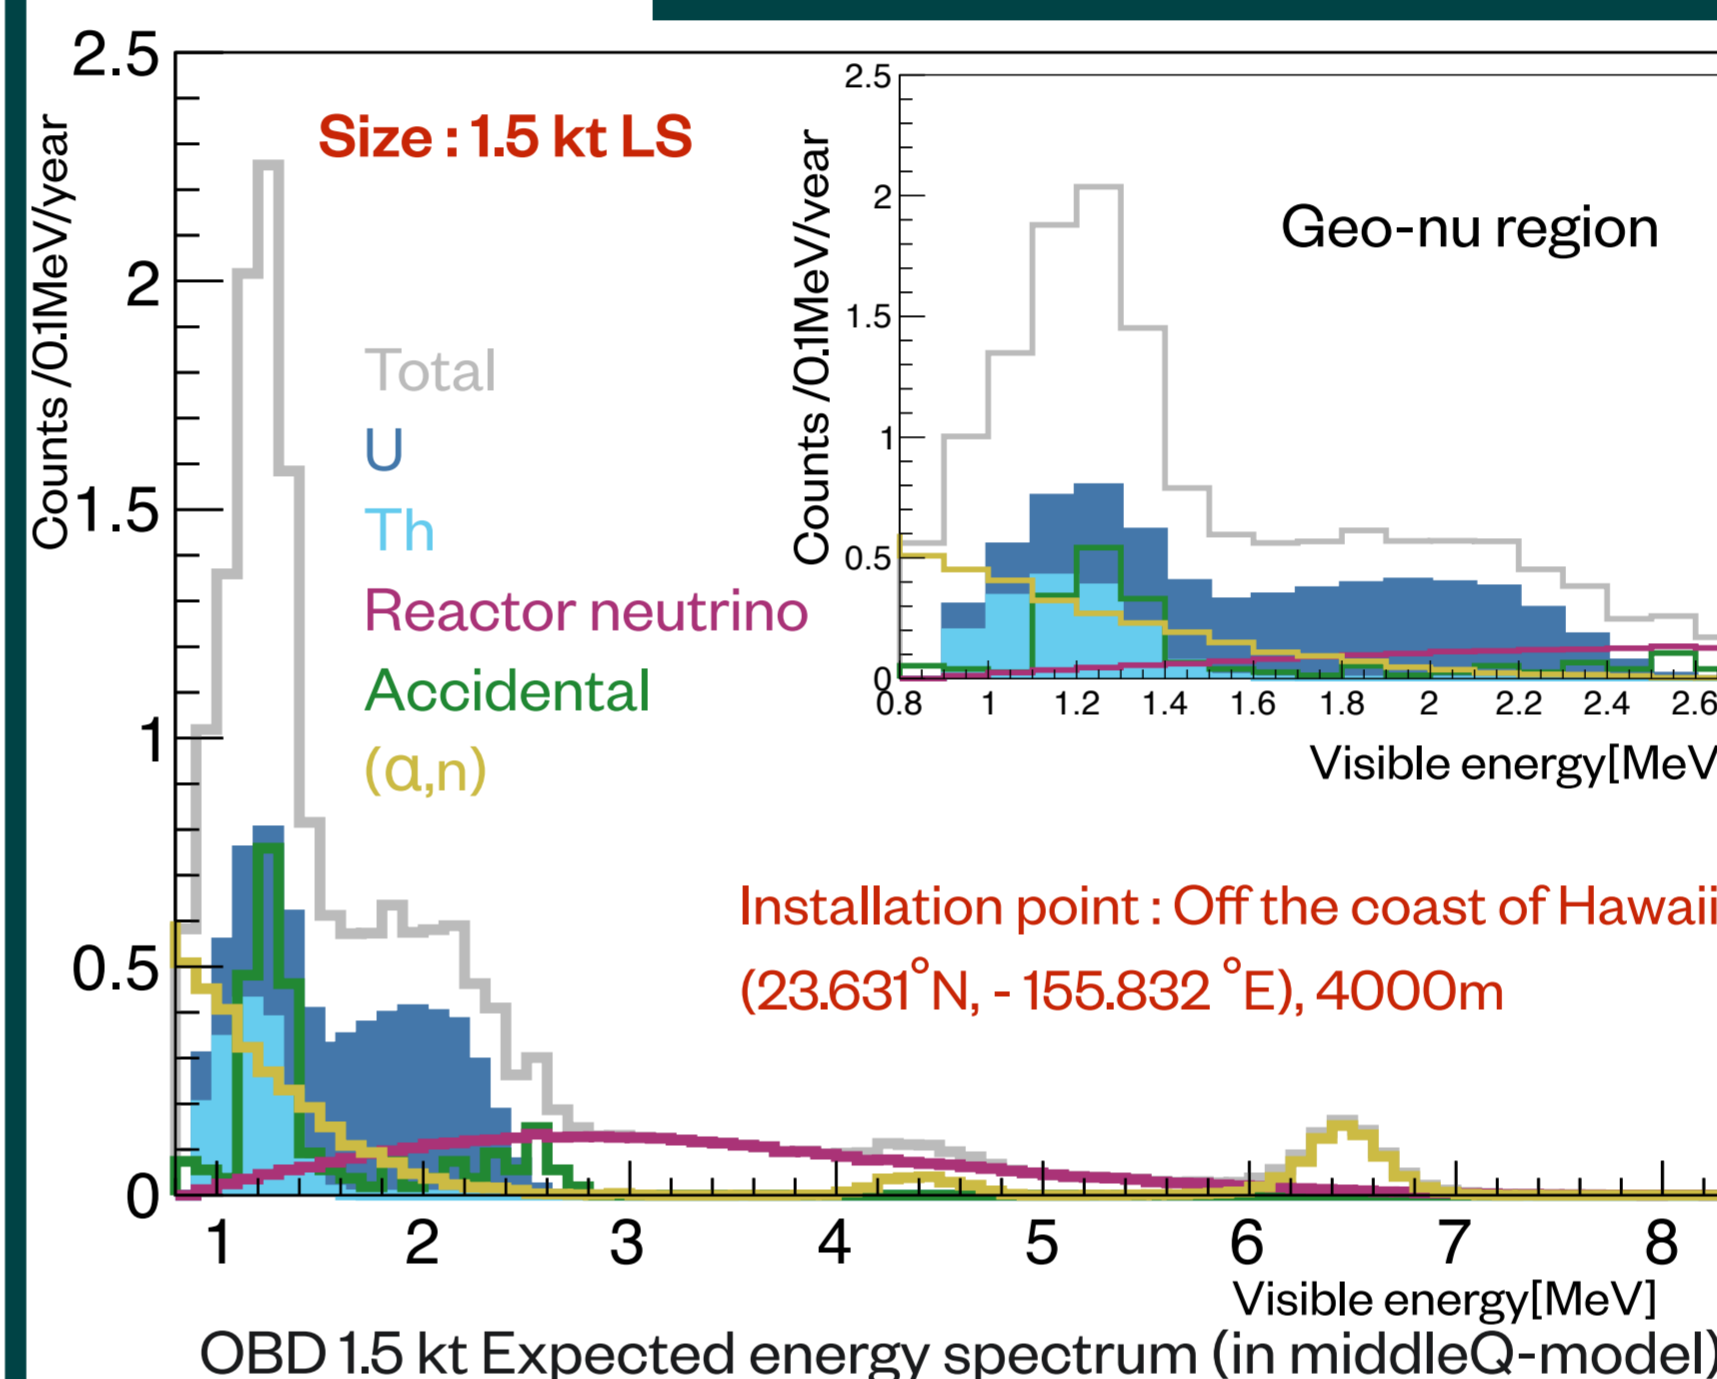 2.5
2
1.5
1
0.5
0
Counts /0.1MeV/year
Size : 1.5 kt LS
Total
U
Th
Reactor neutrino
Accidental
(α,n)
2.5
2
1.5
1
0.5
0
Counts /0.1MeV/year
Geo-nu region
0.8 1 1.2 1.4 1.6 1.8 2 2.2 2.4 2.6
Visible energy[MeV
Installation point : Off the coast of Hawaii
(23.631°N, - 155.832 °E), 4000m
1 2 3 4 5 6 7 8
Visible energy[MeV]
OBD 1.5 kt Expected energy spectrum (in middleQ-model)